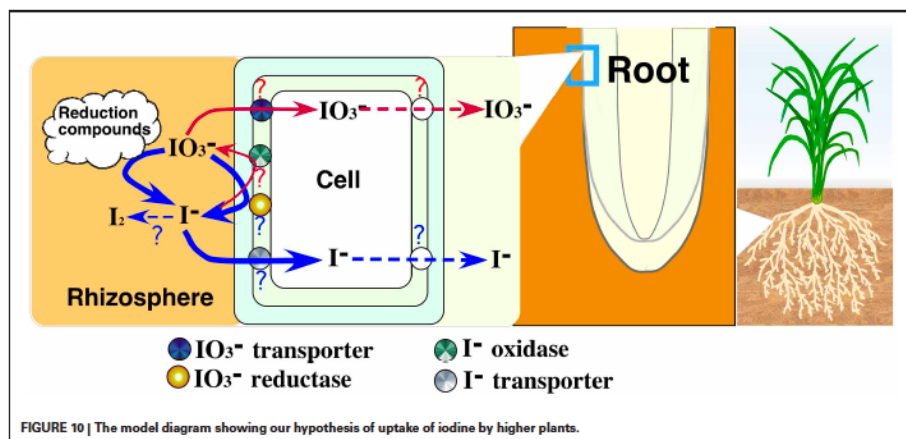 Root
Reduction
compounds
?
?
IO₃⁻
IO₃⁻
IO₃⁻
?
Cell
I₂
I⁻
?
?
?
I⁻
I⁻
?
Rhizosphere
IO₃⁻ transporter
I⁻ oxidase
IO₃⁻ reductase
I⁻ transporter
FIGURE 10 | The model diagram showing our hypothesis of uptake of iodine by higher plants.